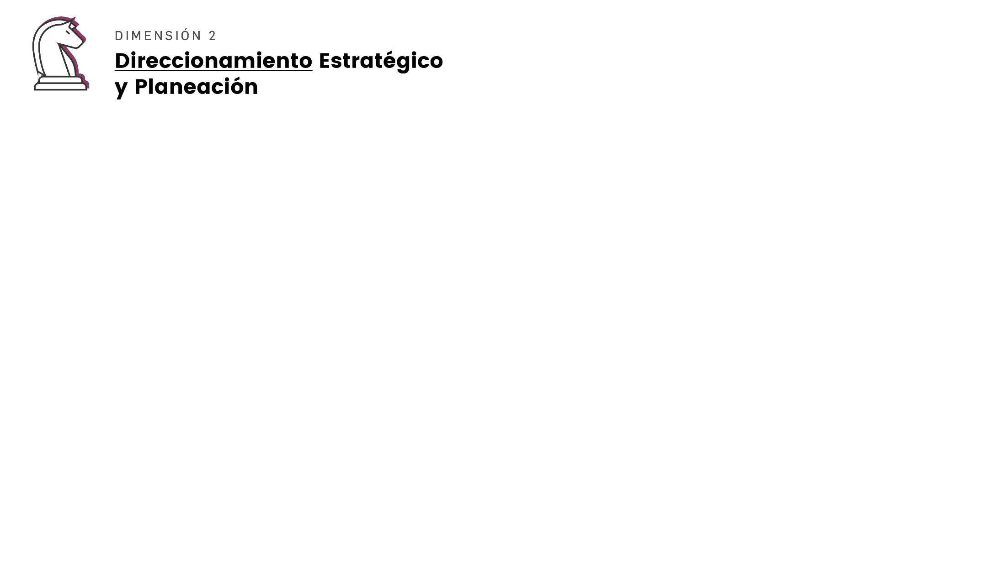 DIMENSIÓN 2
Direccionamiento Estratégico
y Planeación